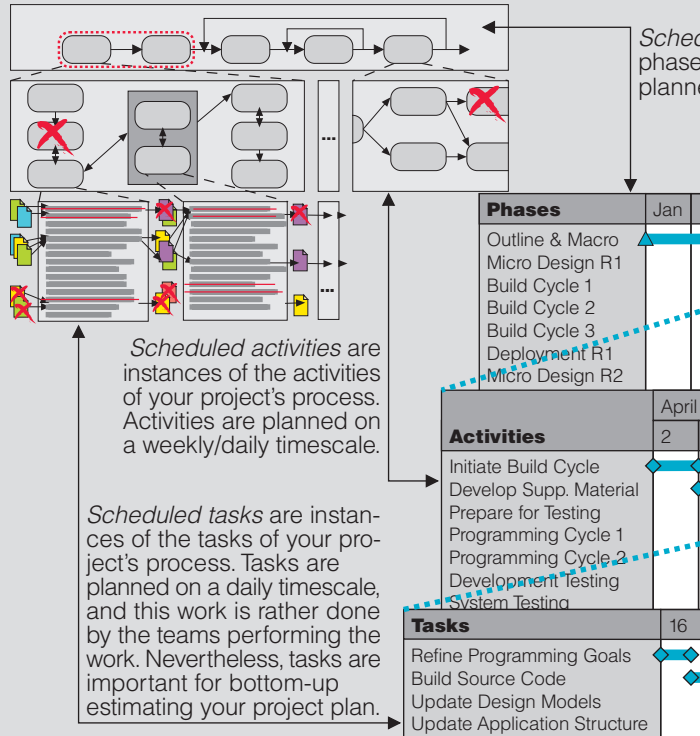 Sched
phase
planne
...
...
...
Scheduled activities are
instances of the activities
of your project's process.
Activities are planned on
a weekly/daily timescale.
Scheduled tasks are instan-
ces of the tasks of your pro-
ject's process. Tasks are
planned on a daily timescale,
and this work is rather done
by the teams performing the
work. Nevertheless, tasks are
important for bottom-up
estimating your project plan.
Phases Jan
Outline & Macro
Micro Design R1
Build Cycle 1
Build Cycle 2
Build Cycle 3
Deployment R1
Micro Design R2
April
Activities 2
Initiate Build Cycle
Develop Supp. Material
Prepare for Testing
Programming Cycle 1
Programming Cycle 2
Development Testing
System Testing
Tasks 16
Refine Programming Goals
Build Source Code
Update Design Models
Update Application Structure